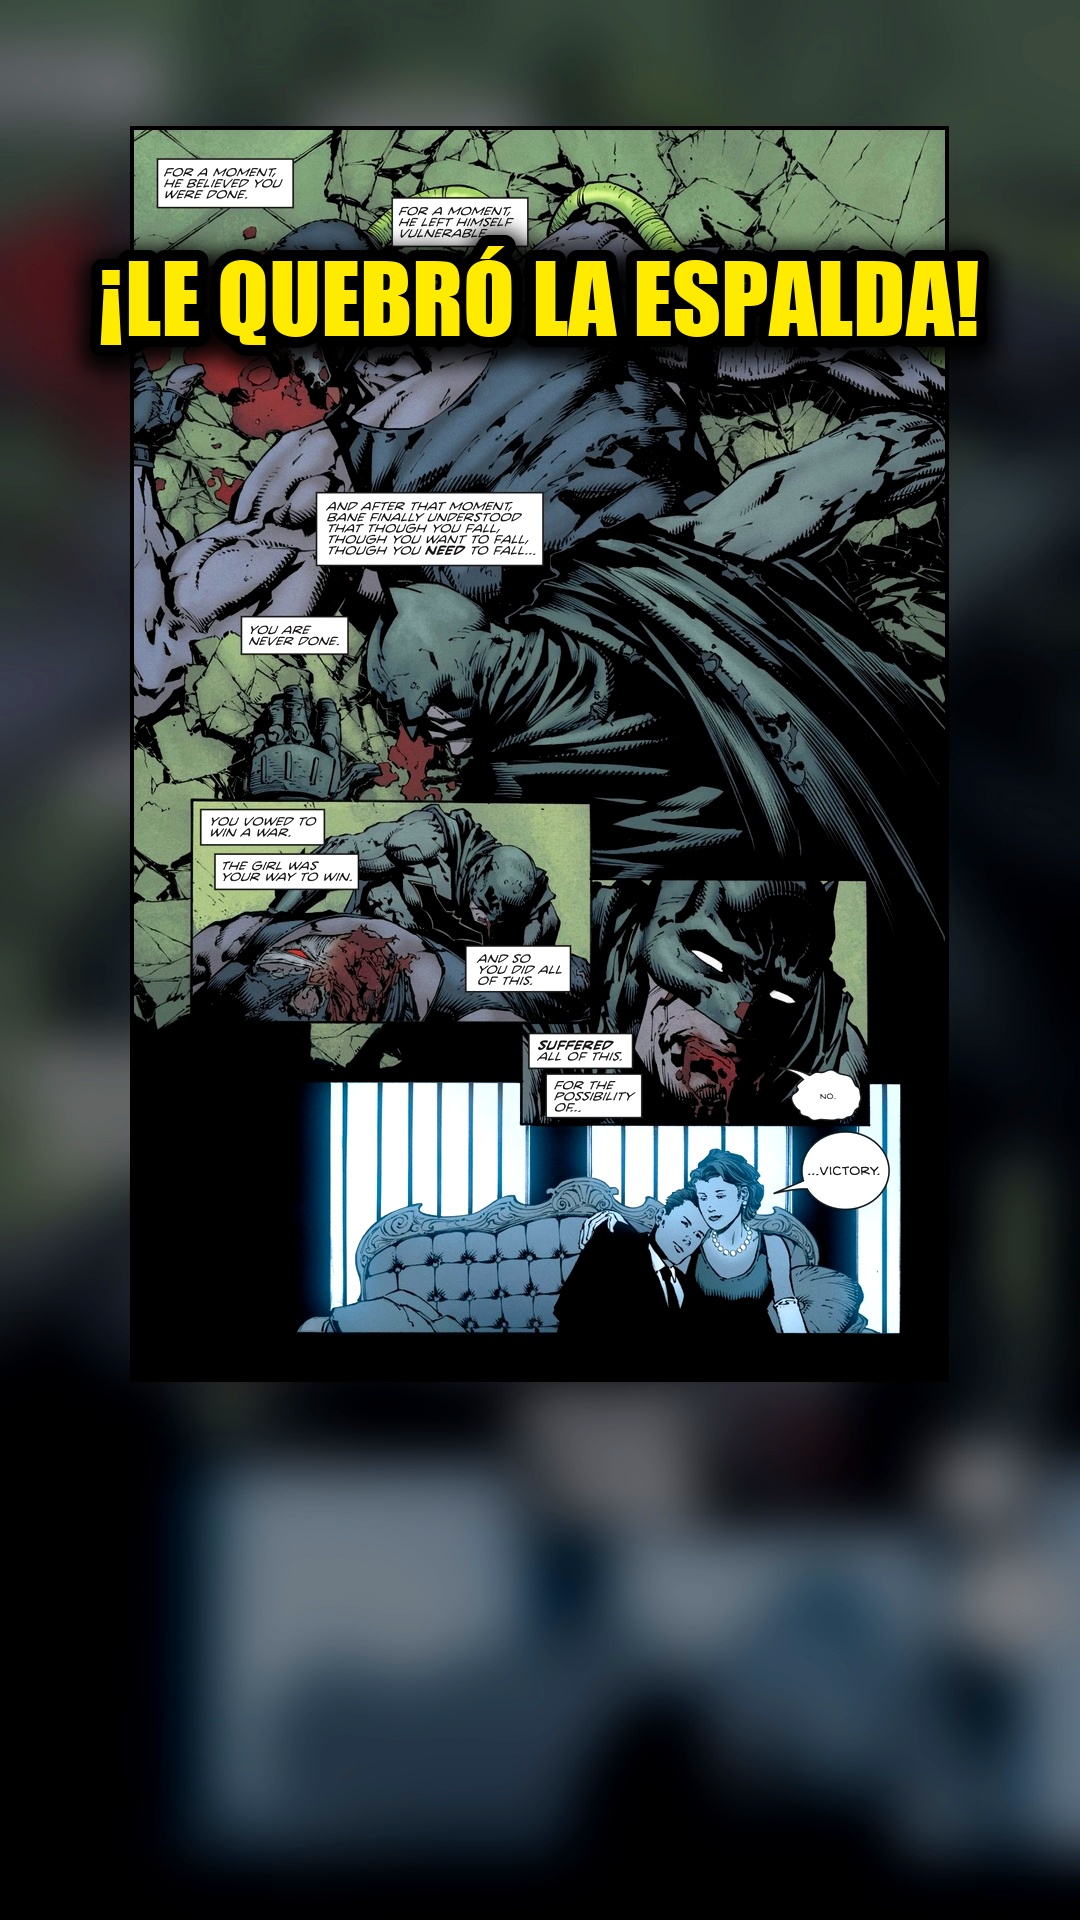 FOR A MOMENT,
HE BELIEVED YOU
WERE DONE.
FOR A MOMENT,
HE LEFT HIMSELF
VULNERABLE
¡LE QUEBRÓ LA ESPALDA!
AND AFTER THAT MOMENT,
BANE FINALLY UNDERSTOOD
THAT THOUGH YOU FALL,
THOUGH YOU WANT TO FALL,
THOUGH YOU NEED TO FALL...
YOU ARE
NEVER DONE.
YOU VOWED TO
WIN A WAR.
THE GIRL WAS
YOUR WAY TO WIN.
AND SO
YOU DID ALL
OF THIS.
SUFFERED
ALL OF THIS.
FOR THE
POSSIBILITY
OF...
NO.
...VICTORY.